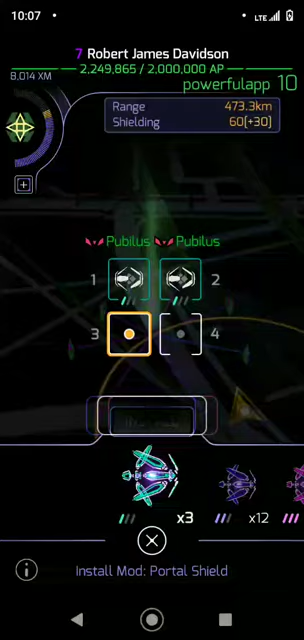 10:07
LTE
7 Robert James Davidson
2,249,865 / 2,000,000 AP
8,014 XM
powerfulapp 10
Range 473.3km
Shielding 60[+30]
Pubilus Pubilus
1 2
3 4
x3 x12
Install Mod: Portal Shield